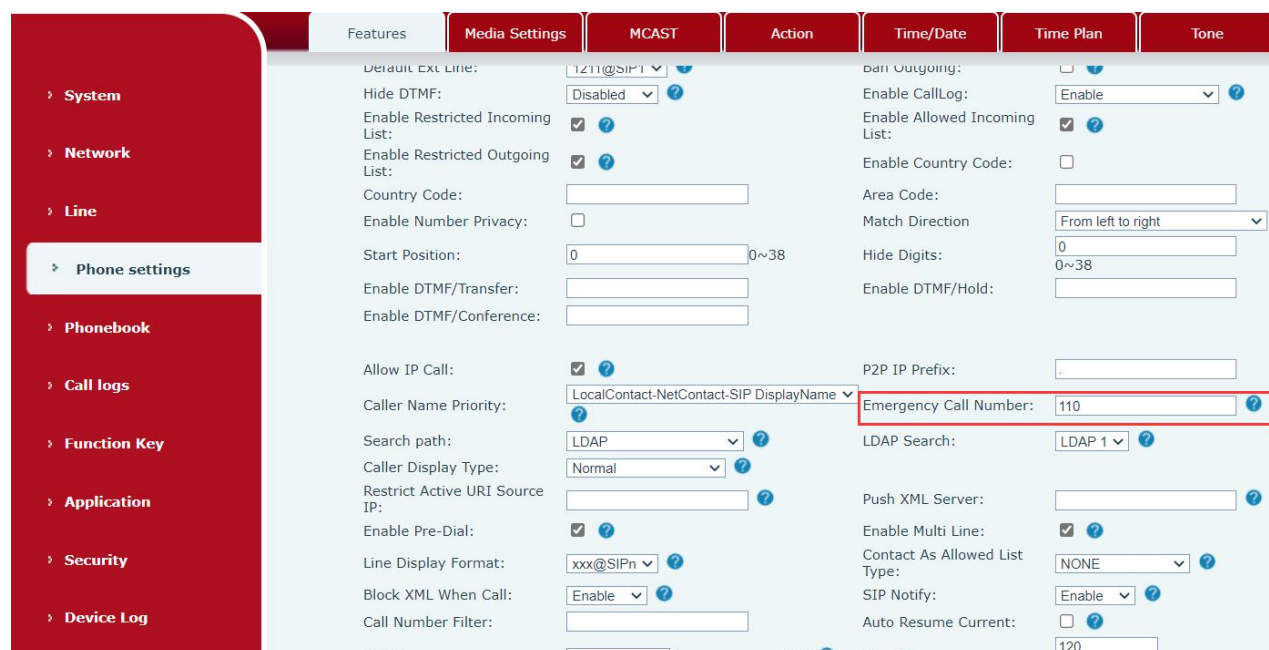 Features Media Settings MCAST Action Time/Date Time Plan Tone
System
Network
Line
Phone settings
Phonebook
Call logs
Function Key
Application
Security
Device Log
Default Ext Line: 1211@SIP1 Ban Outgoing:
Hide DTMF: Disabled Enable CallLog: Enable
Enable Restricted Incoming
List:
Enable Allowed Incoming
List:
Enable Restricted Outgoing
List:
Enable Country Code:
Country Code: Area Code:
Enable Number Privacy: Match Direction From left to right
Start Position: 0 0~38 Hide Digits: 0
0~38
Enable DTMF/Transfer: Enable DTMF/Hold:
Enable DTMF/Conference:
Allow IP Call: P2P IP Prefix: .
Caller Name Priority: LocalContact-NetContact-SIP DisplayName Emergency Call Number: 110
Search path: LDAP LDAP Search: LDAP 1
Caller Display Type: Normal
Restrict Active URI Source
IP:
Push XML Server:
Enable Pre-Dial: Enable Multi Line:
Line Display Format: xxx@SIPn Contact As Allowed List
Type:
NONE
Block XML When Call: Enable SIP Notify: Enable
Call Number Filter: Auto Resume Current:
120